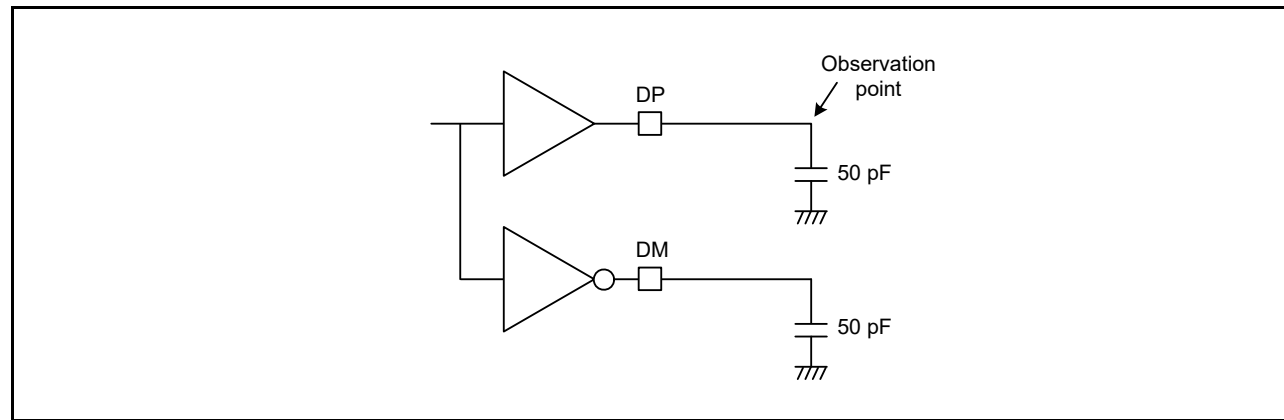 Observation
point
DP
50 pF
DM
50 pF